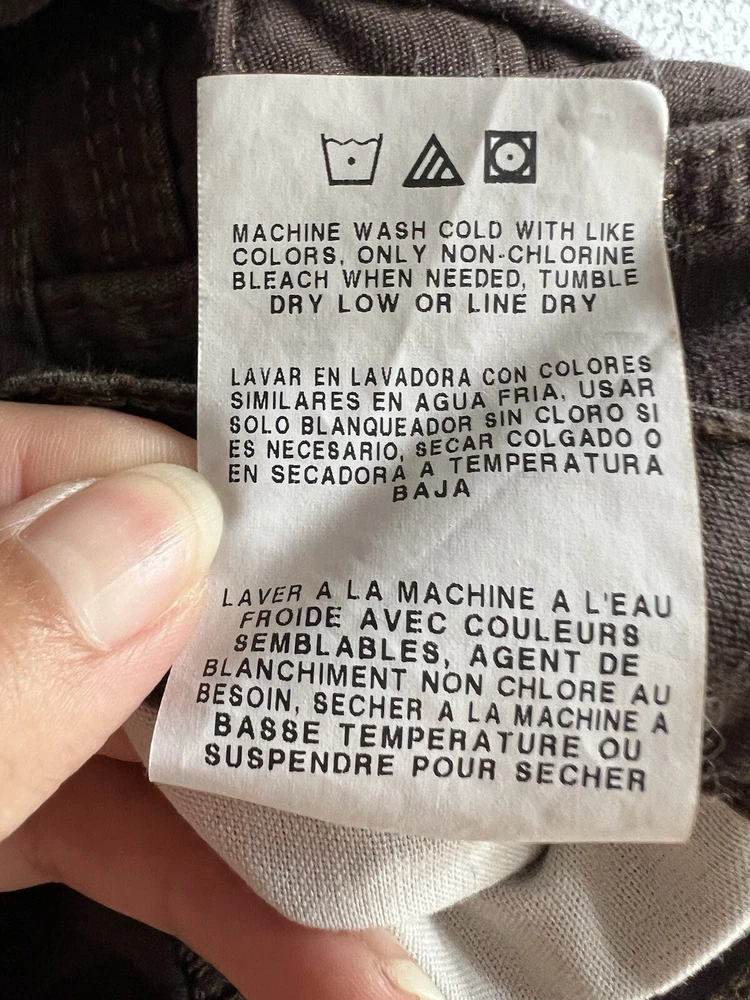 MACHINE WASH COLD WITH LIKE
COLORS, ONLY NON-CHLORINE
BLEACH WHEN NEEDED, TUMBLE
DRY LOW OR LINE DRY
LAVAR EN LAVADORA CON COLORES
SIMILARES EN AGUA FRIA, USAR
SOLO BLANQUEADOR SIN CLORO SI
ES NECESARIO, SECAR COLGADO O
EN SECADORA A TEMPERATURA
BAJA
LAVER A LA MACHINE A L'EAU
FROIDE AVEC COULEURS
SEMBLABLES, AGENT DE
BLANCHIMENT NON CHLORE AU
BESOIN, SECHER A LA MACHINE A
BASSE TEMPERATURE OU
SUSPENDRE POUR SECHER